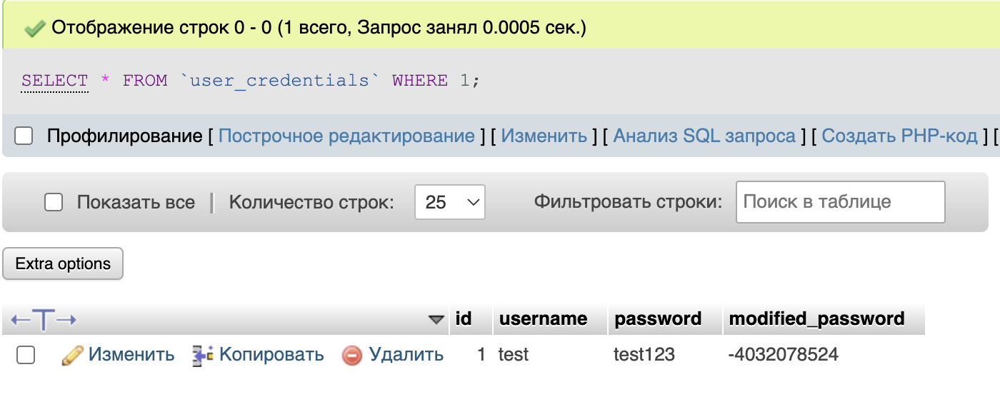 Отображение строк 0 - 0 (1 всего, Запрос занял 0.0005 сек.)
SELECT * FROM `user_credentials` WHERE 1;
Профилирование [ Построчное редактирование ] [ Изменить ] [ Анализ SQL запроса ] [ Создать PHP-код ] [
Показать все | Количество строк: 25 Фильтровать строки: Поиск в таблице
Extra options
←T→ id username password modified_password
Изменить Копировать Удалить 1 test test123 -4032078524